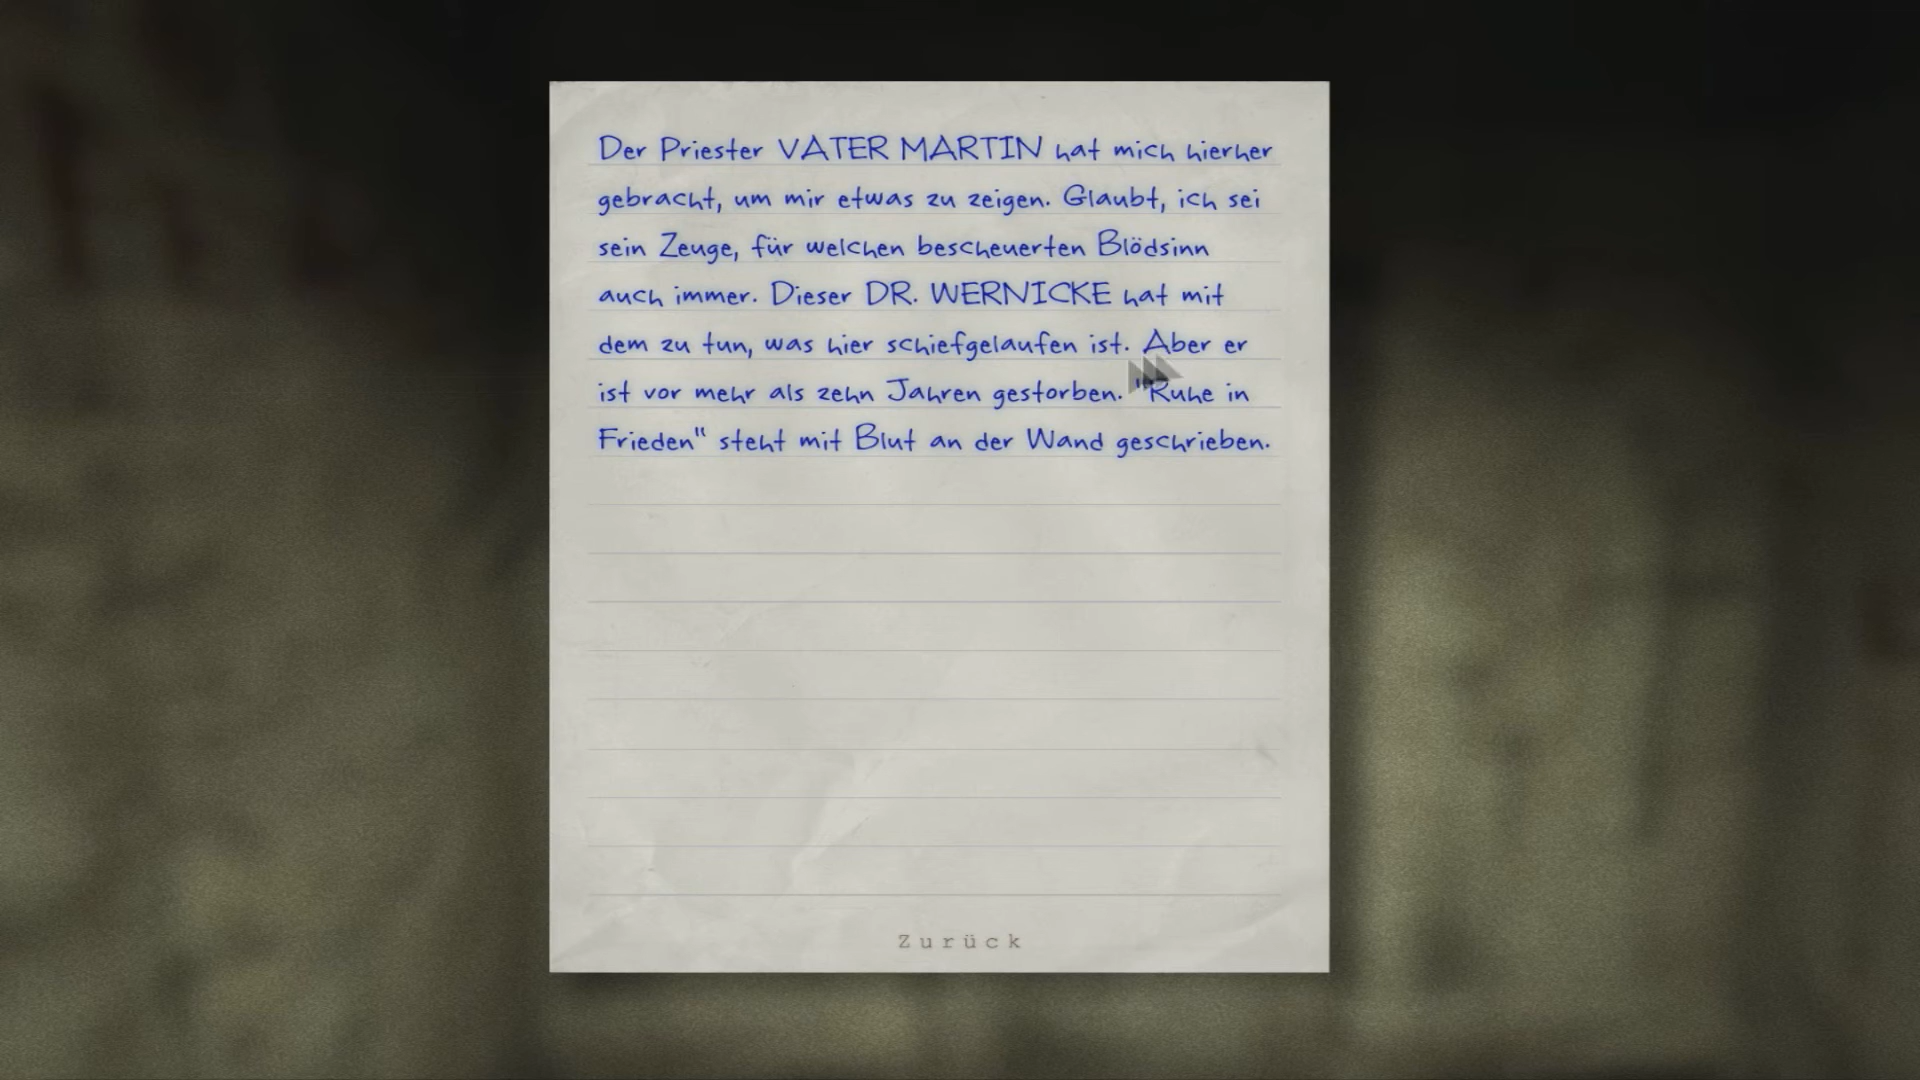 Der Priester VATER MARTIN hat mich hierher
gebracht, um mir etwas zu zeigen. Glaubt, ich sei
sein Zeuge, für welchen bescheuerten Blödsinn
auch immer. Dieser DR. WERNICKE hat mit
dem zu tun, was hier schiefgelaufen ist. Aber er
ist vor mehr als zehn Jahren gestorben. "Ruhe in
Frieden" steht mit Blut an der Wand geschrieben.
Zurück